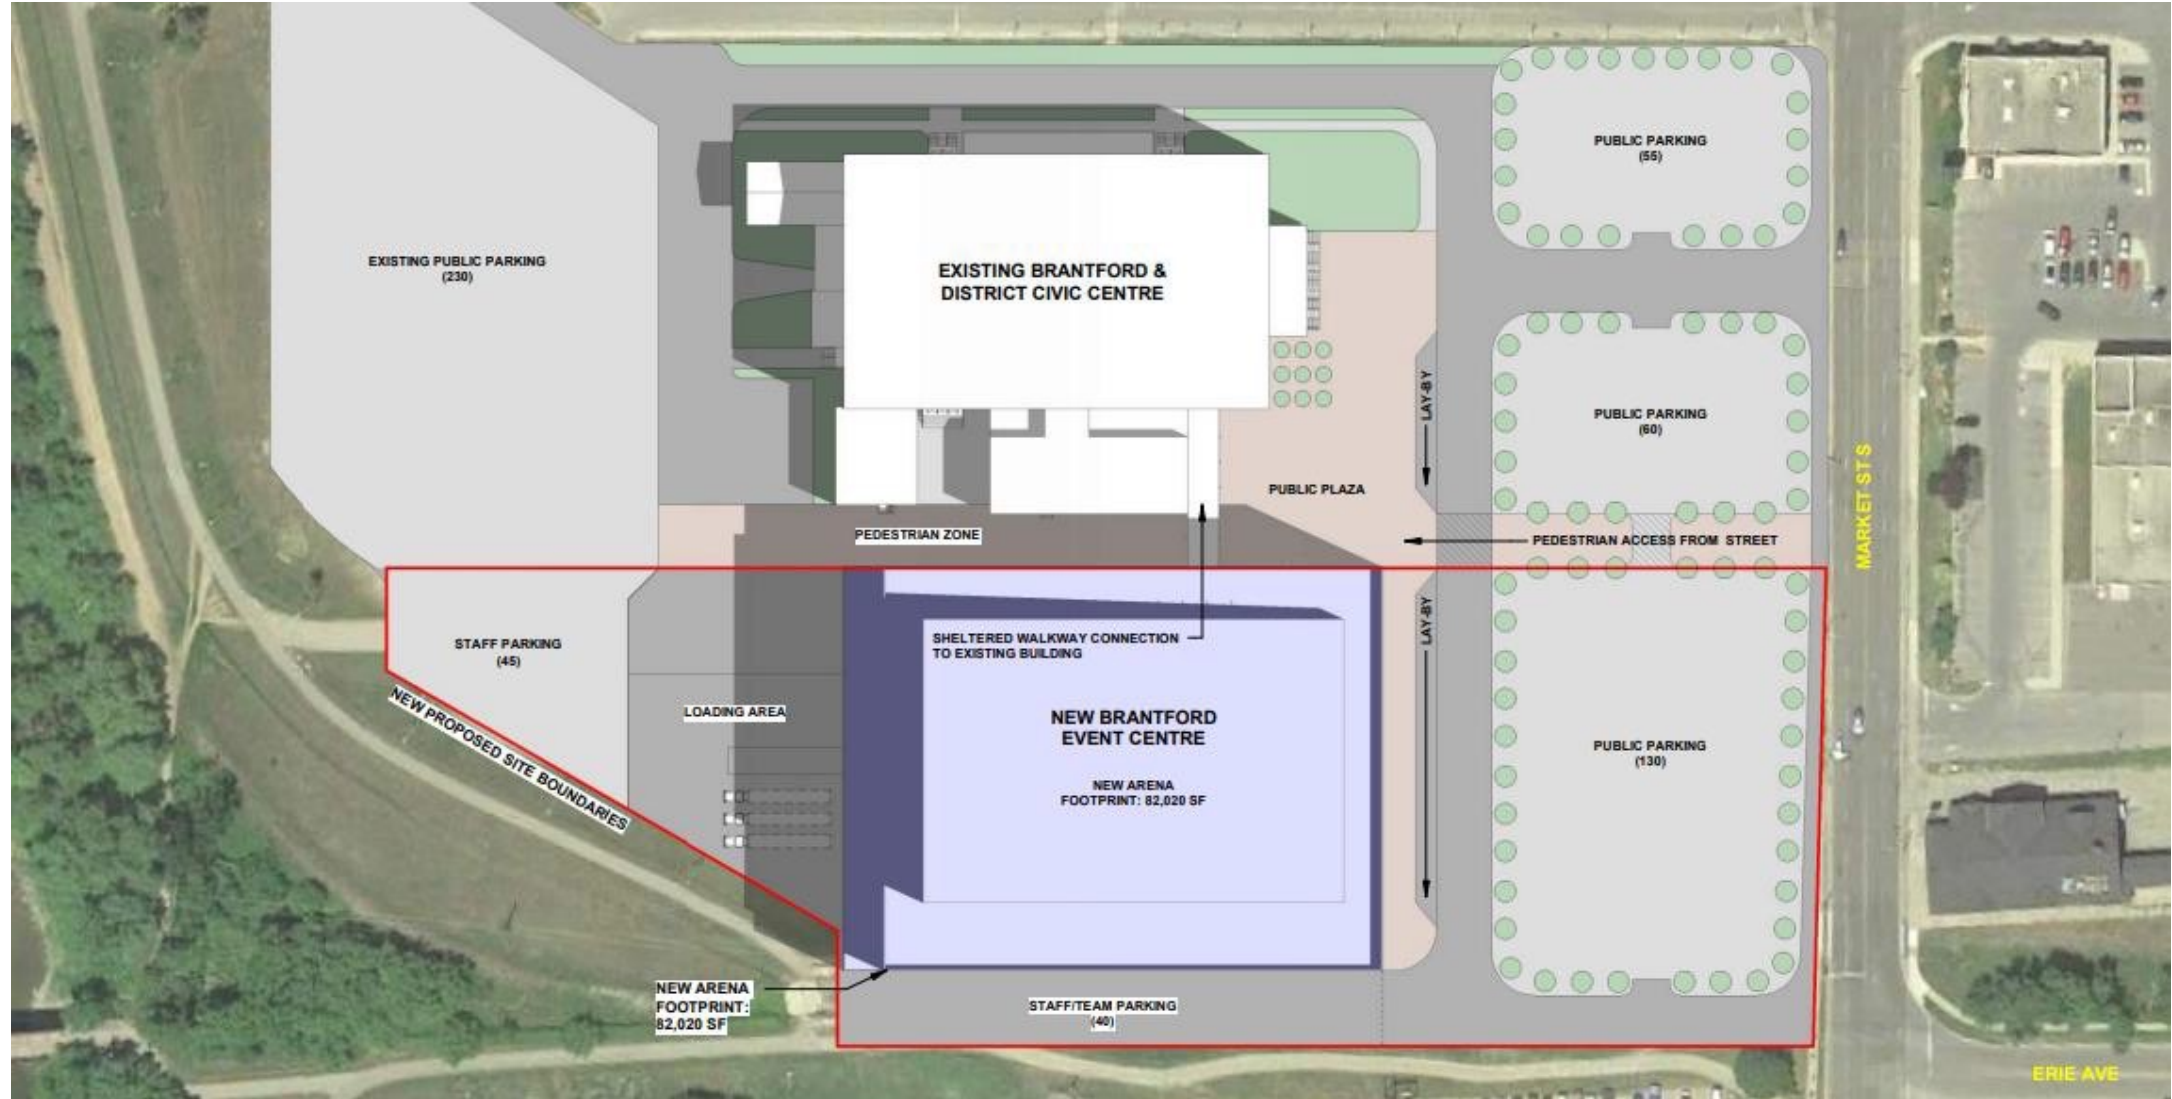 PUBLIC PARKING
(55)
EXISTING PUBLIC PARKING
(230)
EXISTING BRANTFORD &
DISTRICT CIVIC CENTRE
LAY-BY
PUBLIC PARKING
(60)
MARKET ST S
PUBLIC PLAZA
PEDESTRIAN ZONE
PEDESTRIAN ACCESS FROM STREET
LAY-BY
STAFF PARKING
(45)
SHELTERED WALKWAY CONNECTION
TO EXISTING BUILDING
NEW PROPOSED SITE BOUNDARIES
LOADING AREA
NEW BRANTFORD
EVENT CENTRE
NEW ARENA
FOOTPRINT: 82,020 SF
PUBLIC PARKING
(130)
NEW ARENA
FOOTPRINT:
82,020 SF
STAFF/TEAM PARKING
(40)
ERIE AVE